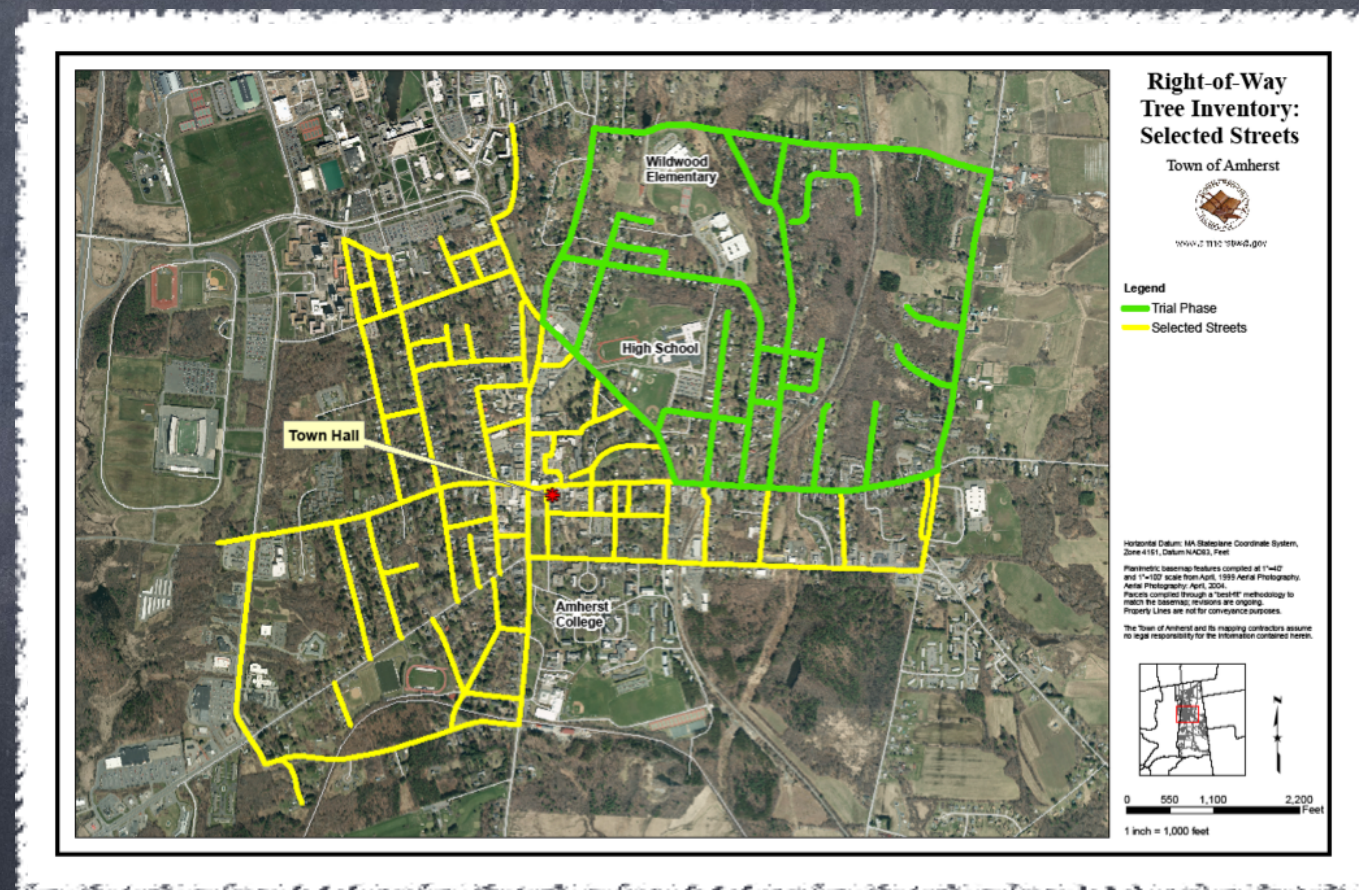 Right-of-Way
Tree Inventory:
Selected Streets
Town of Amherst
Legend
Trial Phase
Selected Streets
Wildwood
Elementary
High School
Town Hall
Amherst
College
Horizontal Datum: MA Stateplane Coordinate System,
Zone 4151, Datum NAD83, Feet
Planimetric basemap features compiled at 1"=40'
and 1"=100' scale from April, 1999 Aerial Photography.
Aerial Photography: April, 2004.
Parcels compiled through a "best-fit" methodology to
match the basemap; revisions are ongoing.
Property Lines are not for conveyance purposes.
The Town of Amherst and its mapping contractors assume
no legal responsibility for the information contained herein.
N
0 550 1,100 2,200
Feet
1 inch = 1,000 feet